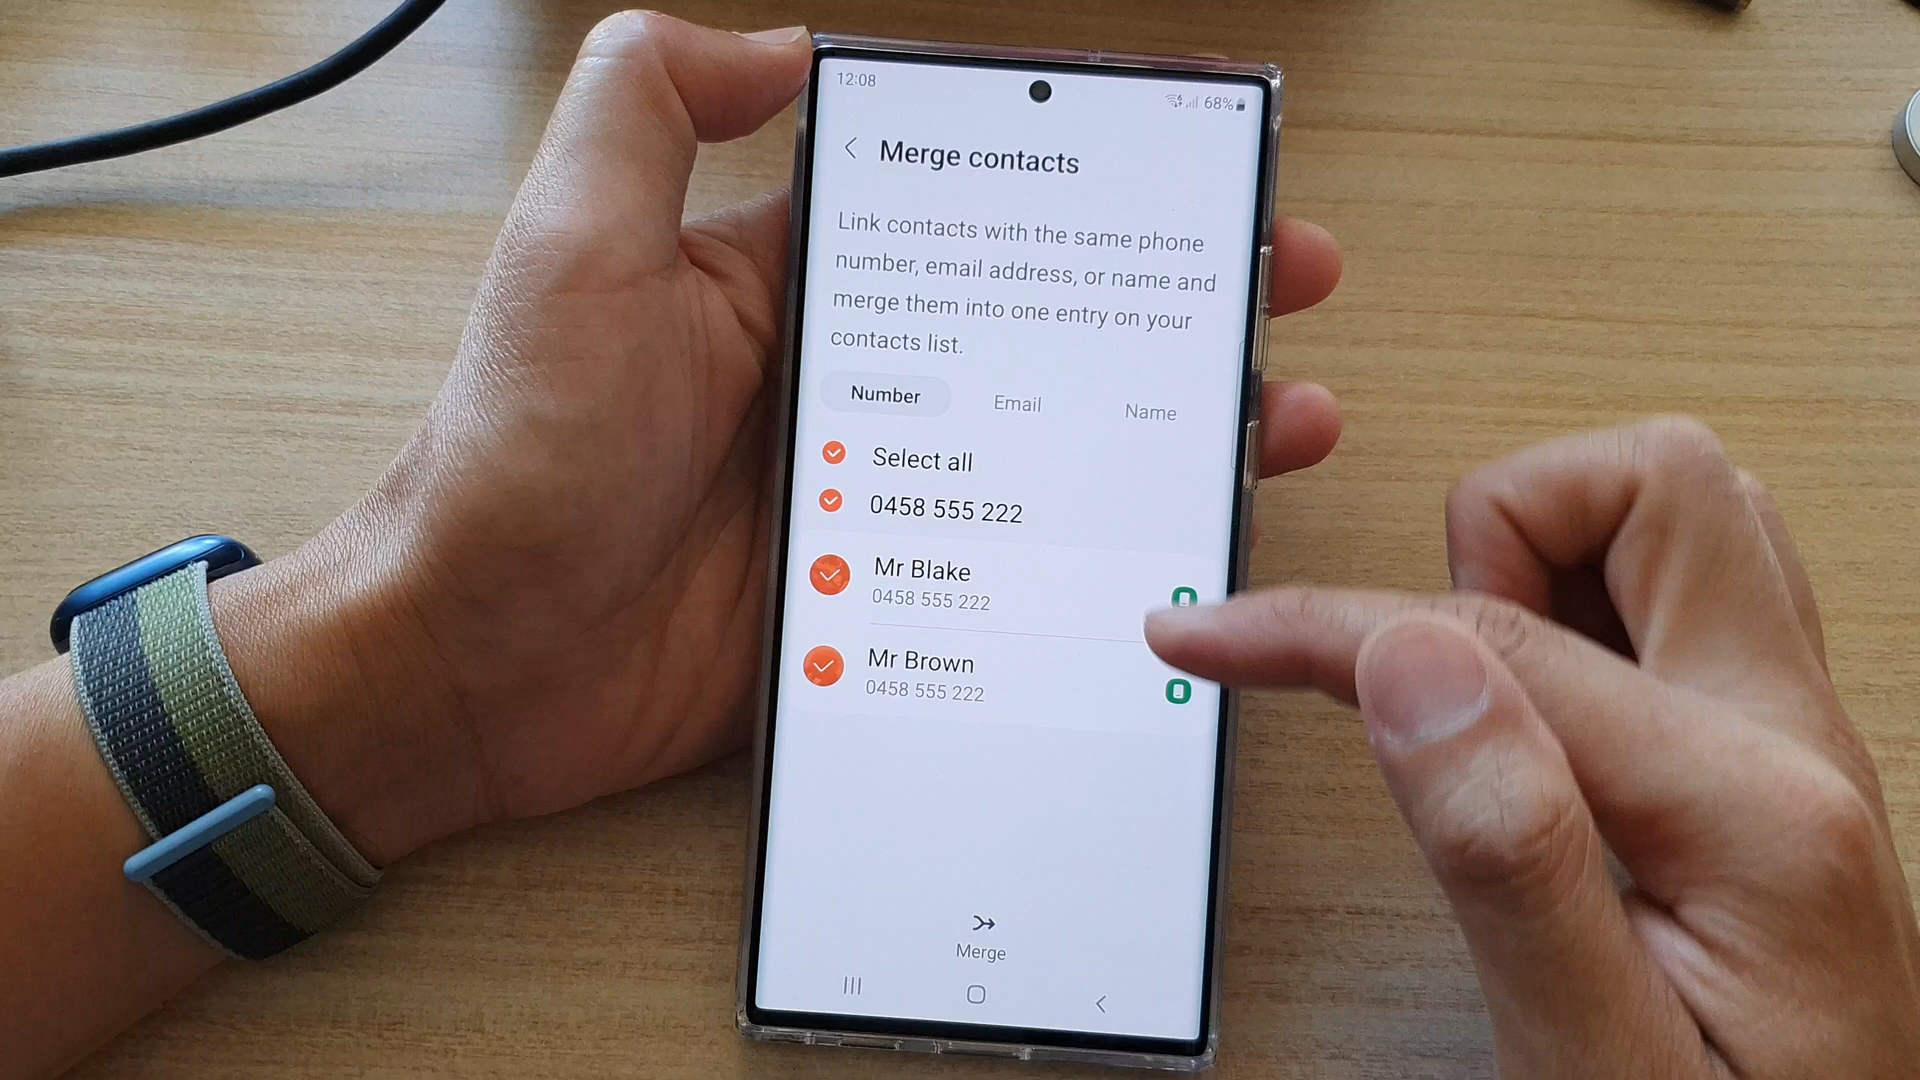 12:08
68%
Merge contacts
Link contacts with the same phone
number, email address, or name and
merge them into one entry on your
contacts list.
Number Email Name
Select all
0458 555 222
Mr Blake
0458 555 222
Mr Brown
0458 555 222
Merge